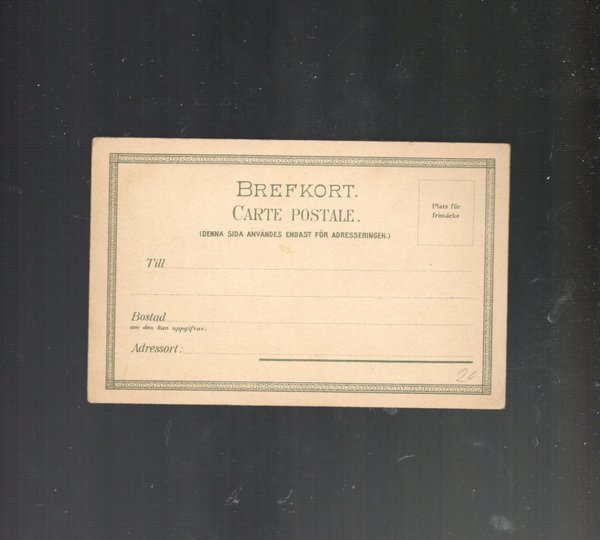 BREFKORT.
CARTE POSTALE.
(DENNA SIDA ANVÄNDES ENDAST FÖR ADRESSERINGEN.)
Plats för
frimärke
Till
Bostad
om den kan uppgifvas:
Adressort:
20